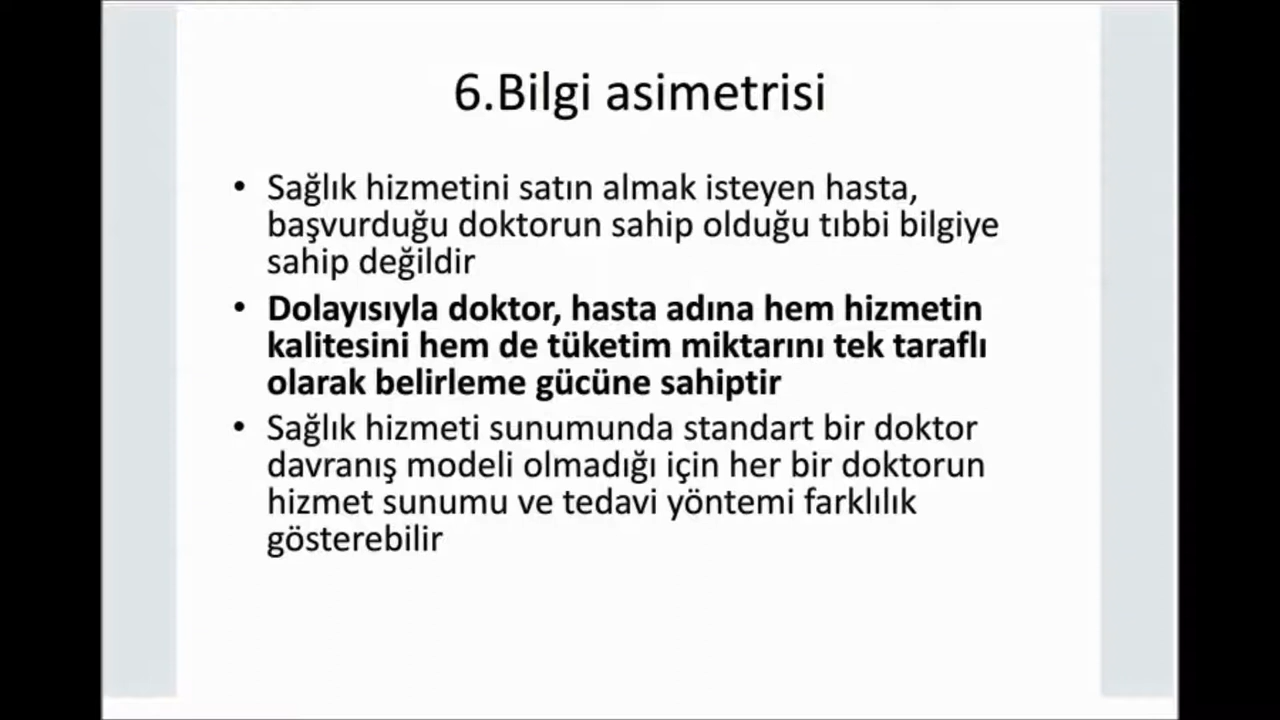 6.Bilgi asimetrisi
• Sağlık hizmetini satın almak isteyen hasta,
başvurduğu doktorun sahip olduğu tıbbi bilgiye
sahip değildir
• Dolayısıyla doktor, hasta adına hem hizmetin
kalitesini hem de tüketim miktarını tek taraflı
olarak belirleme gücüne sahiptir
• Sağlık hizmeti sunumunda standart bir doktor
davranış modeli olmadığı için her bir doktorun
hizmet sunumu ve tedavi yöntemi farklılık
gösterebilir